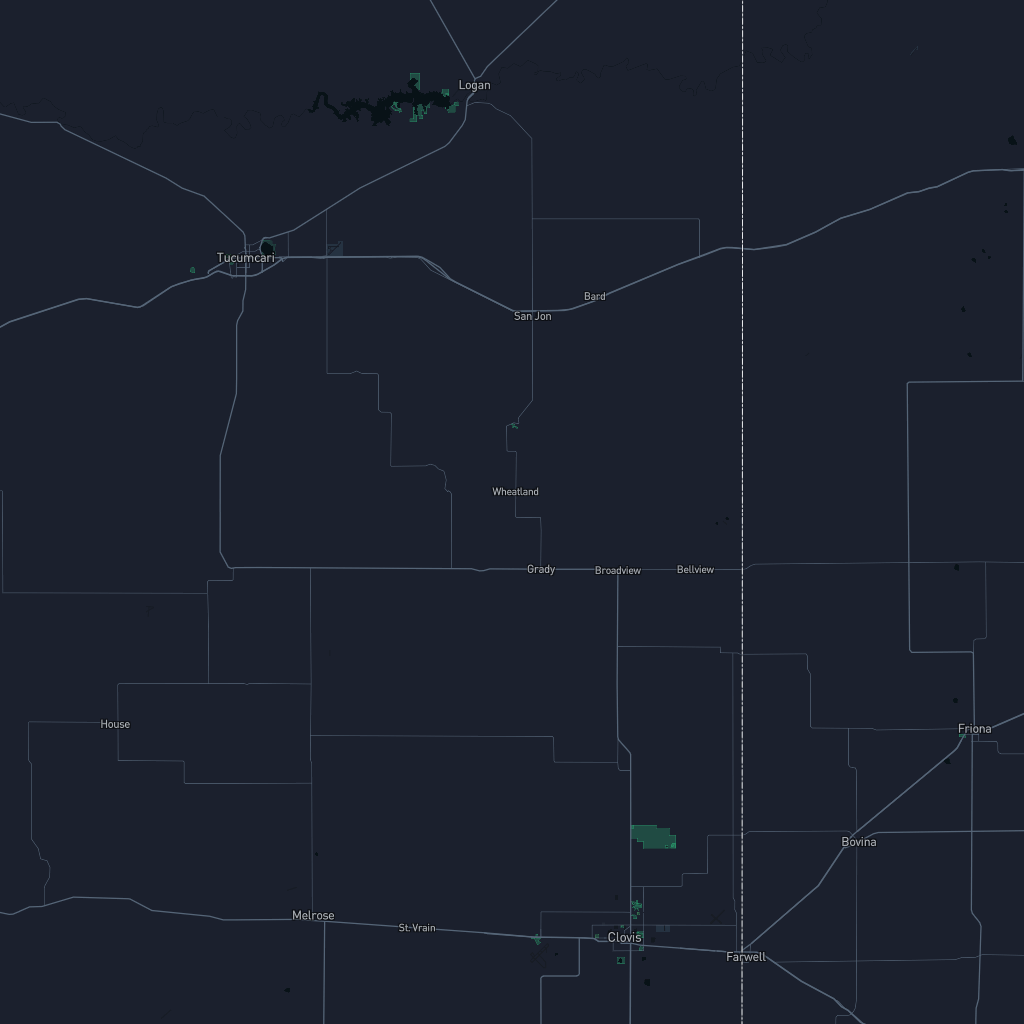 Logan
Tucumcari
Bard
San Jon
Wheatland
Grady
Broadview
Bellview
House
Friona
Bovina
Melrose
St. Vrain
Clovis
Farwell